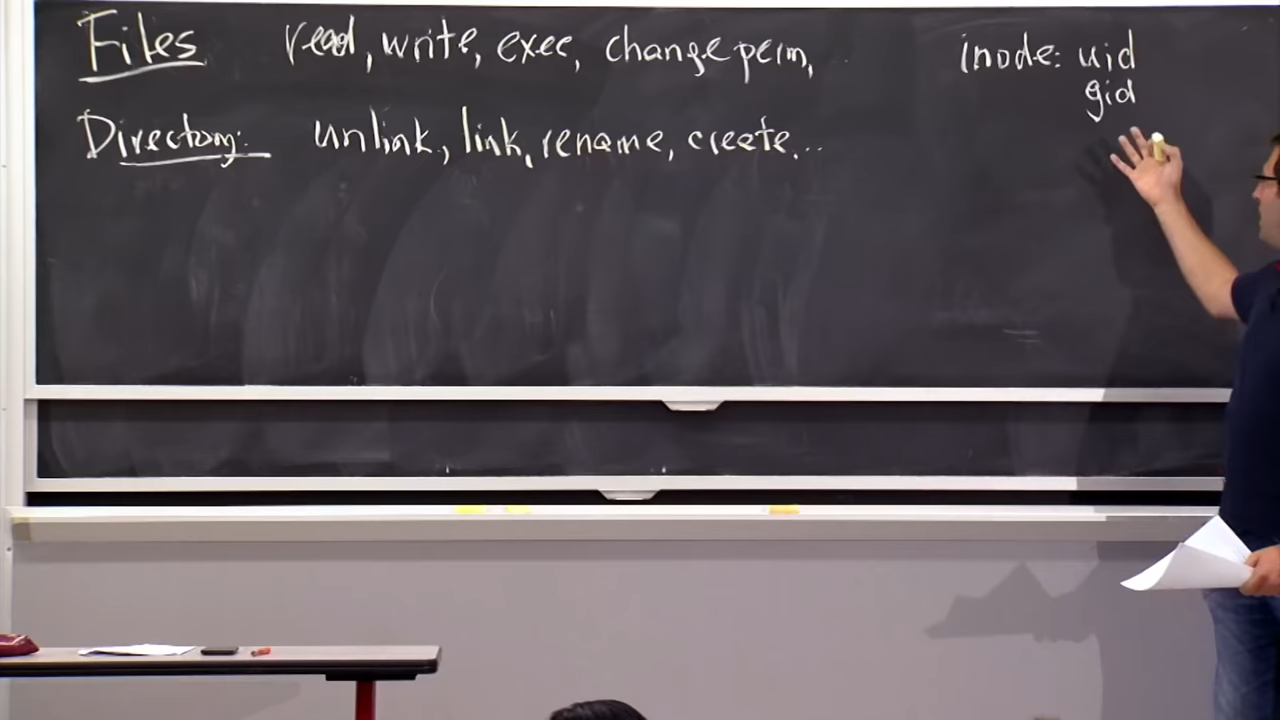 Files read, write, exec, change perm, ..
Directory: unlink, link, rename, create...
inode: uid
gid